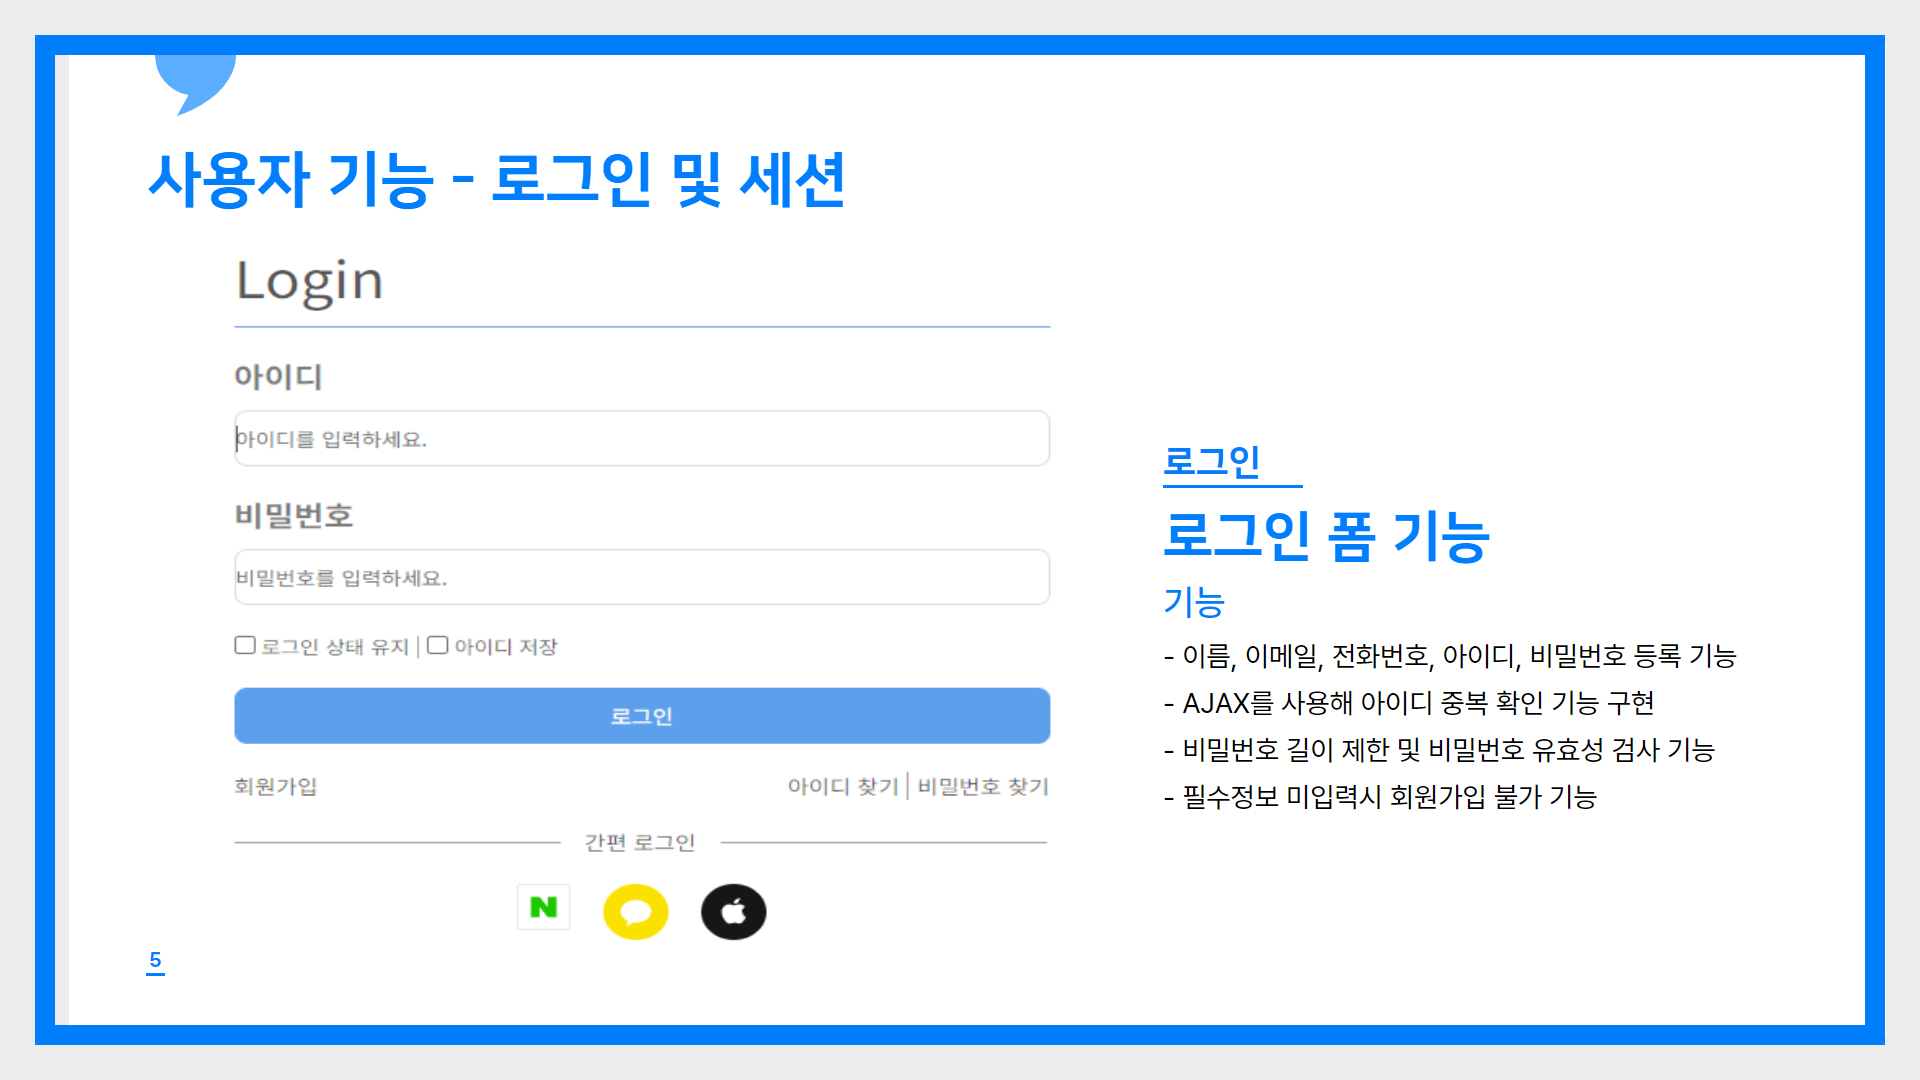 사용자 기능 - 로그인 및 세션
Login
아이디
아이디를 입력하세요.
비밀번호
비밀번호를 입력하세요.
로그인 상태 유지 | 아이디 저장
로그인
회원가입
아이디 찾기 | 비밀번호 찾기
간편 로그인
N
로그인
로그인 폼 기능
기능
- 이름, 이메일, 전화번호, 아이디, 비밀번호 등록 기능
- AJAX를 사용해 아이디 중복 확인 기능 구현
- 비밀번호 길이 제한 및 비밀번호 유효성 검사 기능
- 필수정보 미입력시 회원가입 불가 기능
5